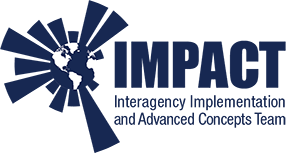 IMPACT
Interagency Implementation
and Advanced Concepts Team